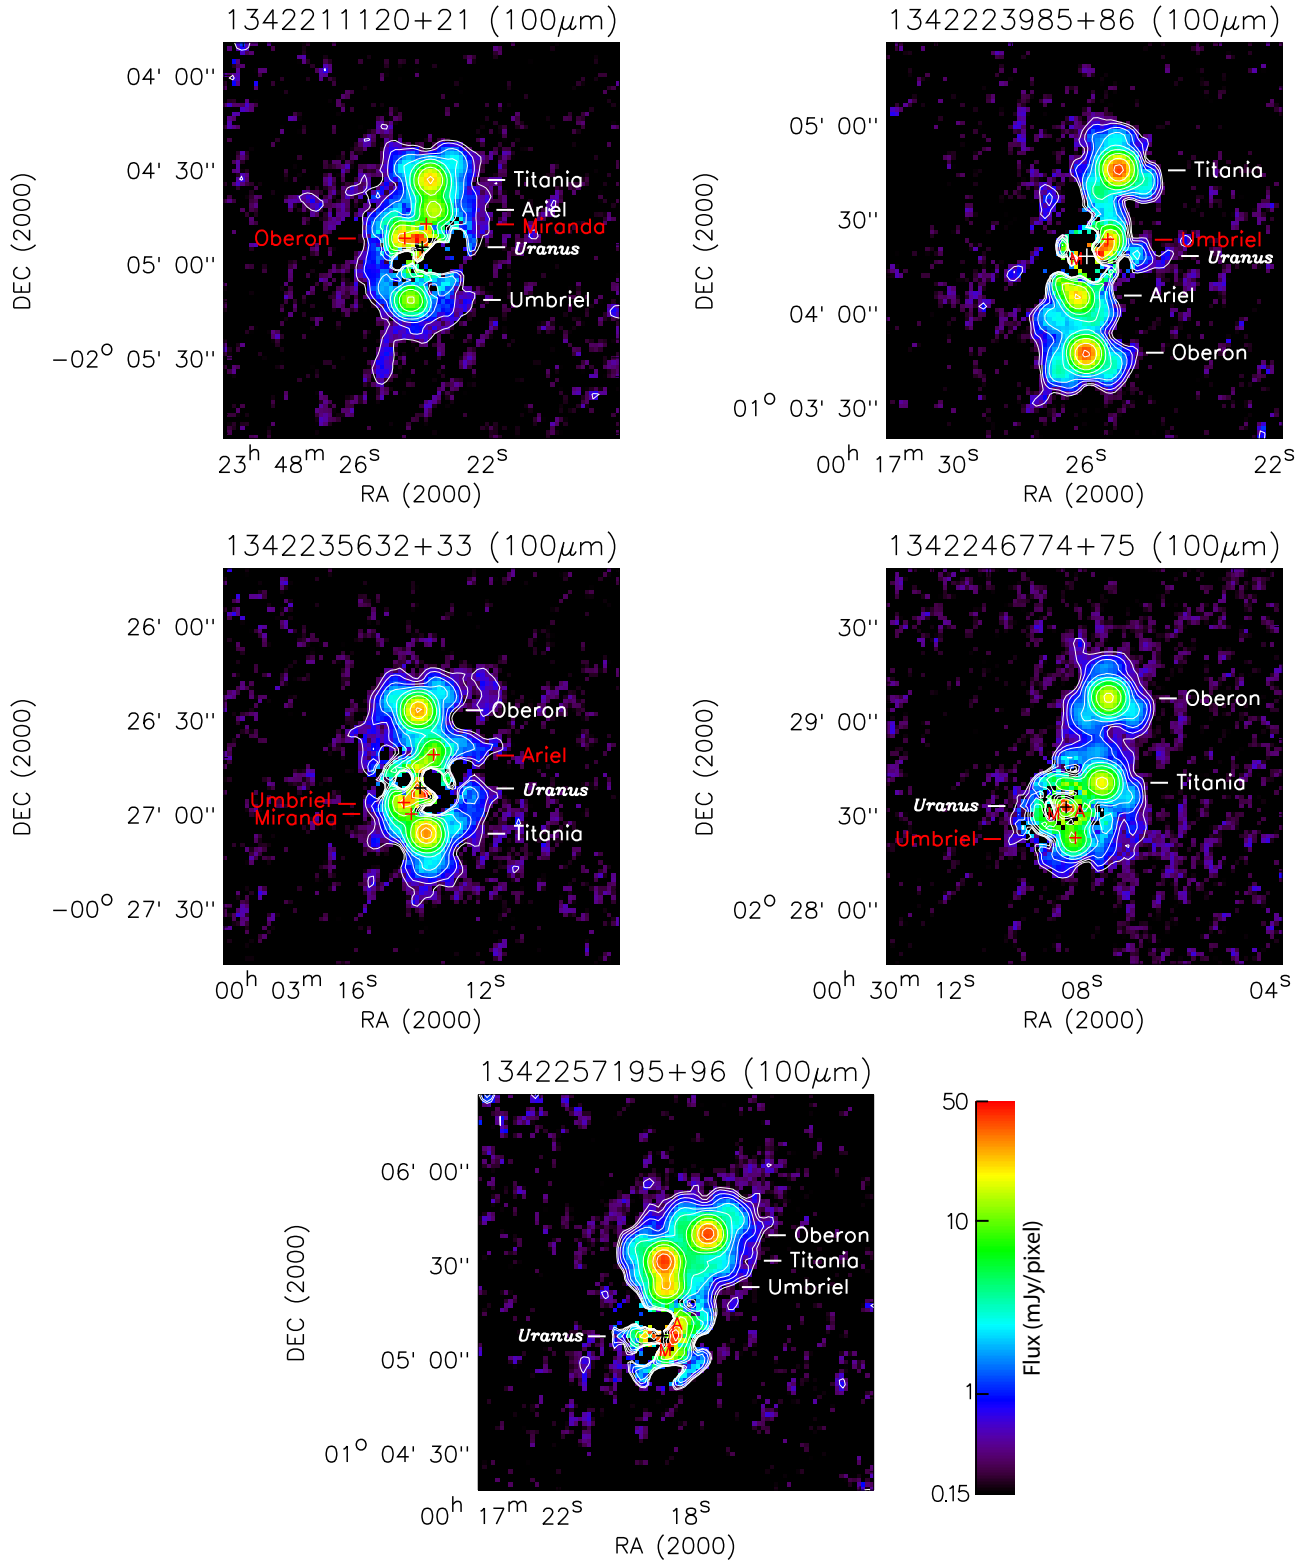 1342211120+21 (100µm)
04' 00"
04' 30"
05' 00"
−02° 05' 30"
DEC (2000)
Titania
Ariel
Miranda
Oberon
Uranus
Umbriel
23h 48m 26s
22s
RA (2000)
1342223985+86 (100µm)
05' 00"
30"
04' 00"
01° 03' 30"
DEC (2000)
Titania
Umbriel
M
Uranus
Ariel
Oberon
00h 17m 30s
26s
22s
RA (2000)
1342235632+33 (100µm)
26' 00"
26' 30"
27' 00"
−00° 27' 30"
DEC (2000)
Oberon
Ariel
Uranus
Umbriel
Miranda
Titania
00h 03m 16s
12s
RA (2000)
1342246774+75 (100µm)
30"
29' 00"
30"
02° 28' 00"
DEC (2000)
Oberon
Titania
Uranus
M A
Umbriel
00h 30m 12s
08s
04s
RA (2000)
1342257195+96 (100µm)
06' 00"
30"
05' 00"
01° 04' 30"
DEC (2000)
Oberon
Titania
Umbriel
A
Uranus
M
00h 17m 22s
18s
RA (2000)
50
10
1
0.15
Flux (mJy/pixel)